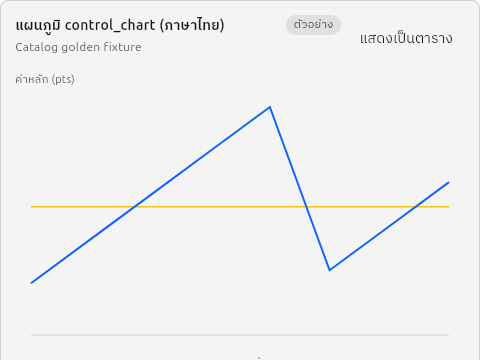 แผนภูมิ control_chart (ภาษาไทย)
ตัวอย่าง
แสดงเป็นตาราง
Catalog golden fixture
ค่าหลัก (pts)